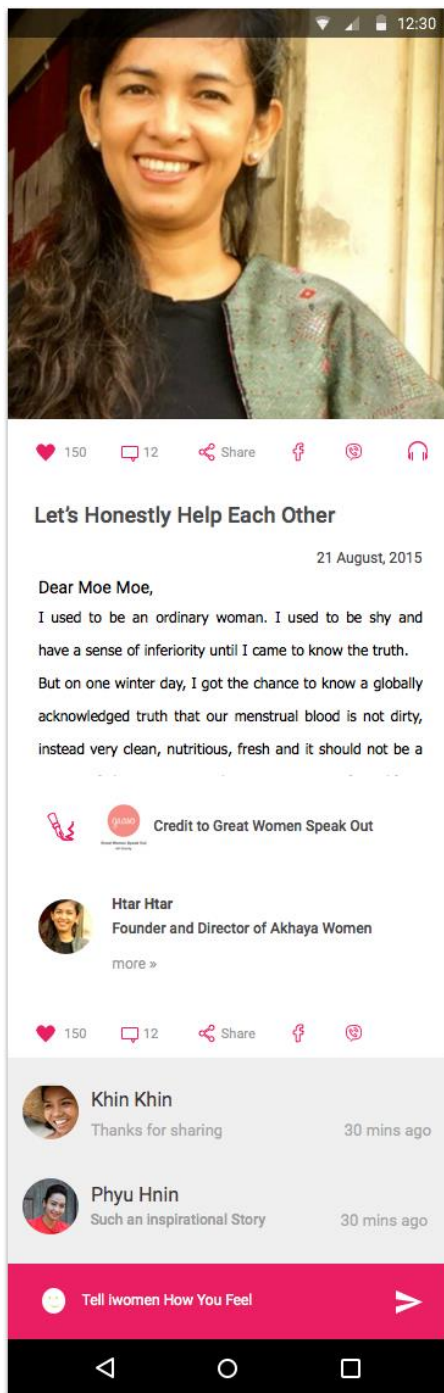 12:30
150 12 Share
Let's Honestly Help Each Other
21 August, 2015
Dear Moe Moe,
I used to be an ordinary woman. I used to be shy and
have a sense of inferiority until I came to know the truth.
But on one winter day, I got the chance to know a globally
acknowledged truth that our menstrual blood is not dirty,
instead very clean, nutritious, fresh and it should not be a
Credit to Great Women Speak Out
Great Women Speak Out
Htar Htar
Founder and Director of Akhaya Women
more »
150 12 Share
Khin Khin
Thanks for sharing 30 mins ago
Phyu Hnin
Such an inspirational Story 30 mins ago
Tell iwomen How You Feel